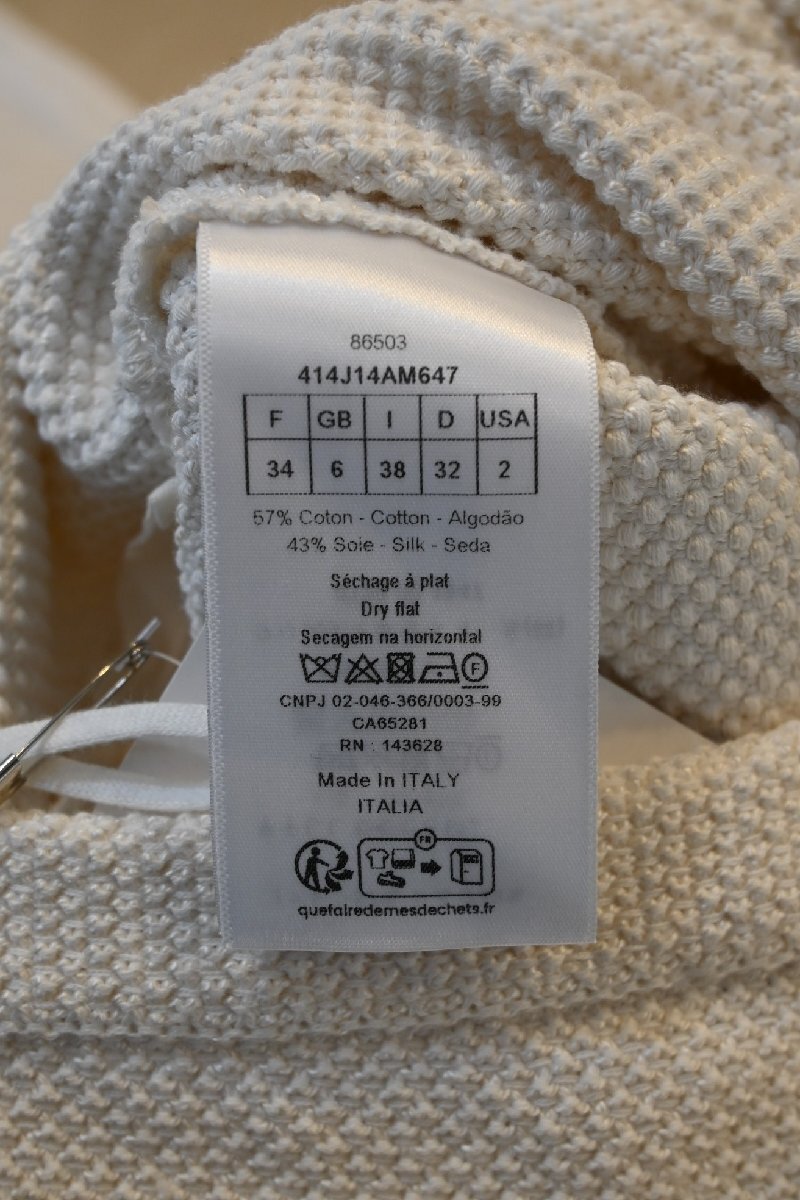 86503
414J14AM647
F GB I D USA
34 6 38 32 2
57% Coton - Cotton - Algodão
43% Soie - Silk - Seda
Séchage à plat
Dry flat
Secagem na horizontal
F
CNPJ 02-046-366/0003-99
CA65281
RN : 143628
Made In ITALY
ITALIA
FR
quefairedemesdechets.fr